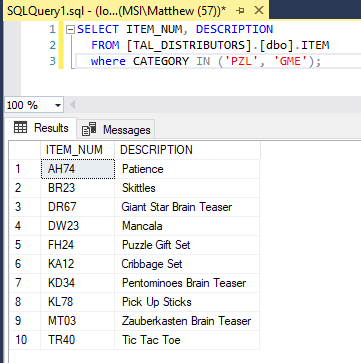 SQLQuery1.sql - (lo...(MSI\Matthew (57))*
1 SELECT ITEM_NUM, DESCRIPTION
2 FROM [TAL_DISTRIBUTORS].[dbo].ITEM
3 where CATEGORY IN ('PZL', 'GME');
100 %
Results Messages
ITEM_NUM DESCRIPTION
1 AH74 Patience
2 BR23 Skittles
3 DR67 Giant Star Brain Teaser
4 DW23 Mancala
5 FH24 Puzzle Gift Set
6 KA12 Cribbage Set
7 KD34 Pentominoes Brain Teaser
8 KL78 Pick Up Sticks
9 MT03 Zauberkasten Brain Teaser
10 TR40 Tic Tac Toe